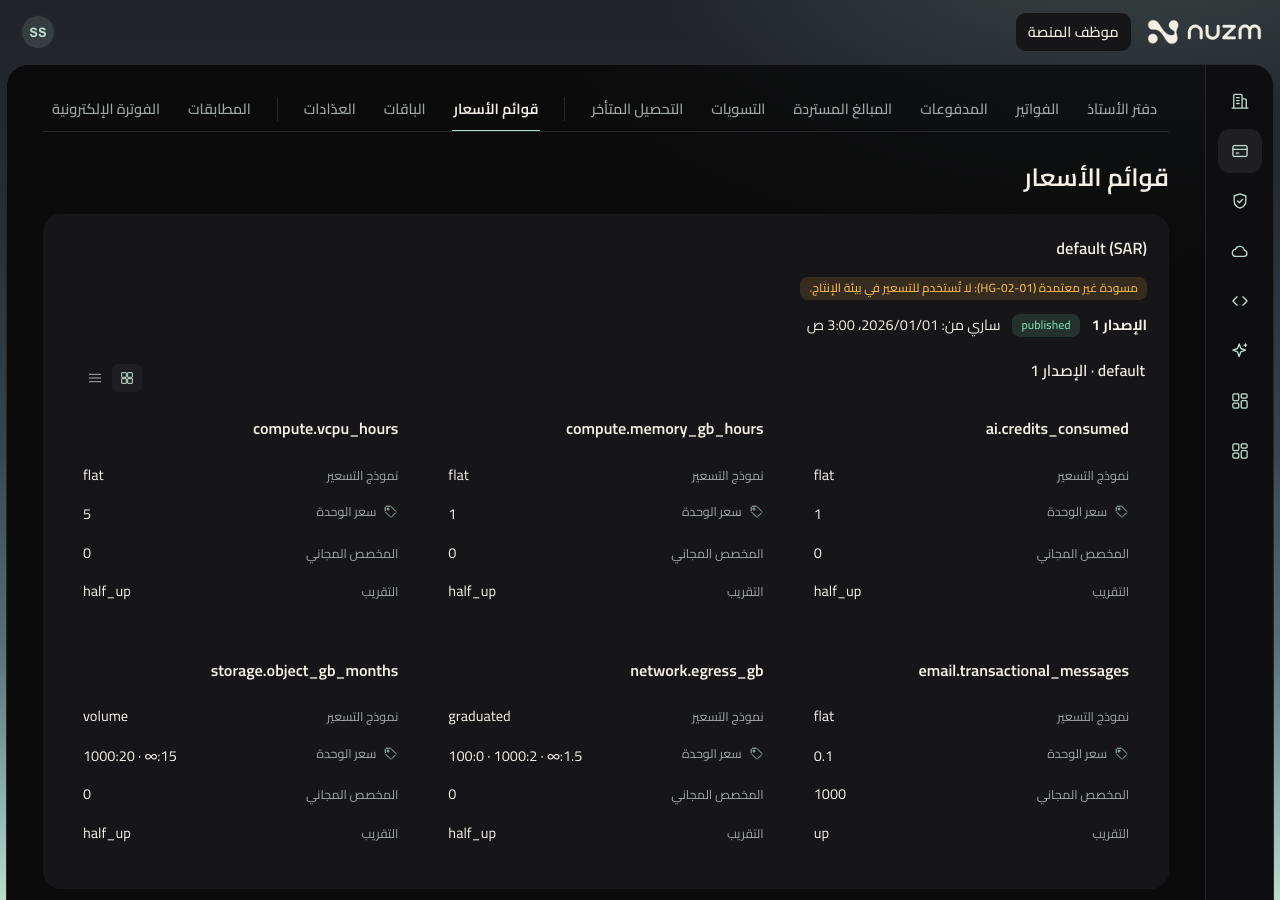 nuzm
موظف المنصة
SS
دفتر الأستاذ
الفواتير
المدفوعات
المبالغ المستردة
التسويات
التحصيل المتأخر
قوائم الأسعار
الباقات
العدّادات
المطابقات
الفوترة الإلكترونية
قوائم الأسعار
default (SAR)
مسودة غير معتمدة (HG-02-01): لا تُستخدم للتسعير في بيئة الإنتاج.
الإصدار 1 published ساري من: 2026/01/01، 3:00 ص
default · الإصدار 1
ai.credits_consumed
نموذج التسعير flat
سعر الوحدة 1
المخصص المجاني 0
التقريب half_up
compute.memory_gb_hours
نموذج التسعير flat
سعر الوحدة 1
المخصص المجاني 0
التقريب half_up
compute.vcpu_hours
نموذج التسعير flat
سعر الوحدة 5
المخصص المجاني 0
التقريب half_up
email.transactional_messages
نموذج التسعير flat
سعر الوحدة 0.1
المخصص المجاني 1000
التقريب up
network.egress_gb
نموذج التسعير graduated
سعر الوحدة 100:0 · 1000:2 · ∞:1.5
المخصص المجاني 0
التقريب half_up
storage.object_gb_months
نموذج التسعير volume
سعر الوحدة 1000:20 · ∞:15
المخصص المجاني 0
التقريب half_up